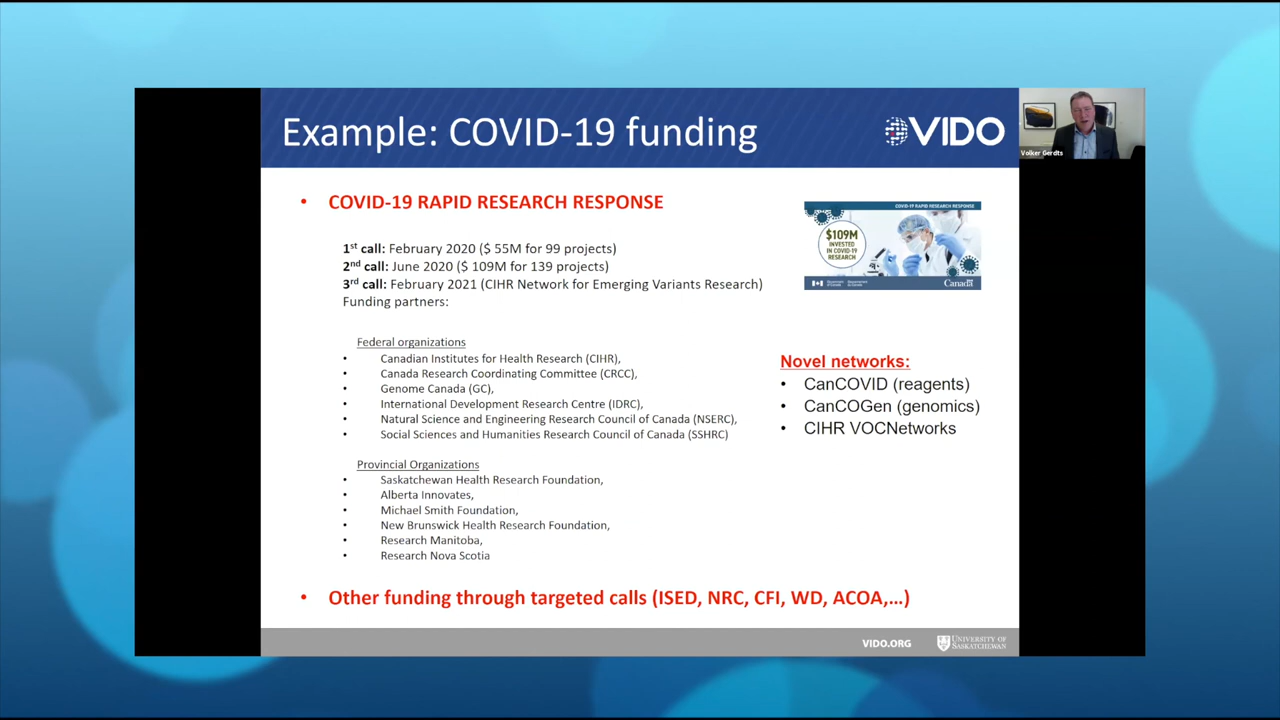 Example: COVID-19 funding
VIDO
Volker Gerdts
• COVID-19 RAPID RESEARCH RESPONSE
1st call: February 2020 ($ 55M for 99 projects)
2nd call: June 2020 ($ 109M for 139 projects)
3rd call: February 2021 (CIHR Network for Emerging Variants Research)
Funding partners:
COVID-19 RAPID RESEARCH RESPONSE
$109M
INVESTED
IN COVID-19
RESEARCH
Canada
Federal organizations
• Canadian Institutes for Health Research (CIHR),
• Canada Research Coordinating Committee (CRCC),
• Genome Canada (GC),
• International Development Research Centre (IDRC),
• Natural Science and Engineering Research Council of Canada (NSERC),
• Social Sciences and Humanities Research Council of Canada (SSHRC)
Novel networks:
• CanCOVID (reagents)
• CanCOGen (genomics)
• CIHR VOCNetworks
Provincial Organizations
• Saskatchewan Health Research Foundation,
• Alberta Innovates,
• Michael Smith Foundation,
• New Brunswick Health Research Foundation,
• Research Manitoba,
• Research Nova Scotia
• Other funding through targeted calls (ISED, NRC, CFI, WD, ACOA,...)
VIDO.ORG
UNIVERSITY OF
SASKATCHEWAN